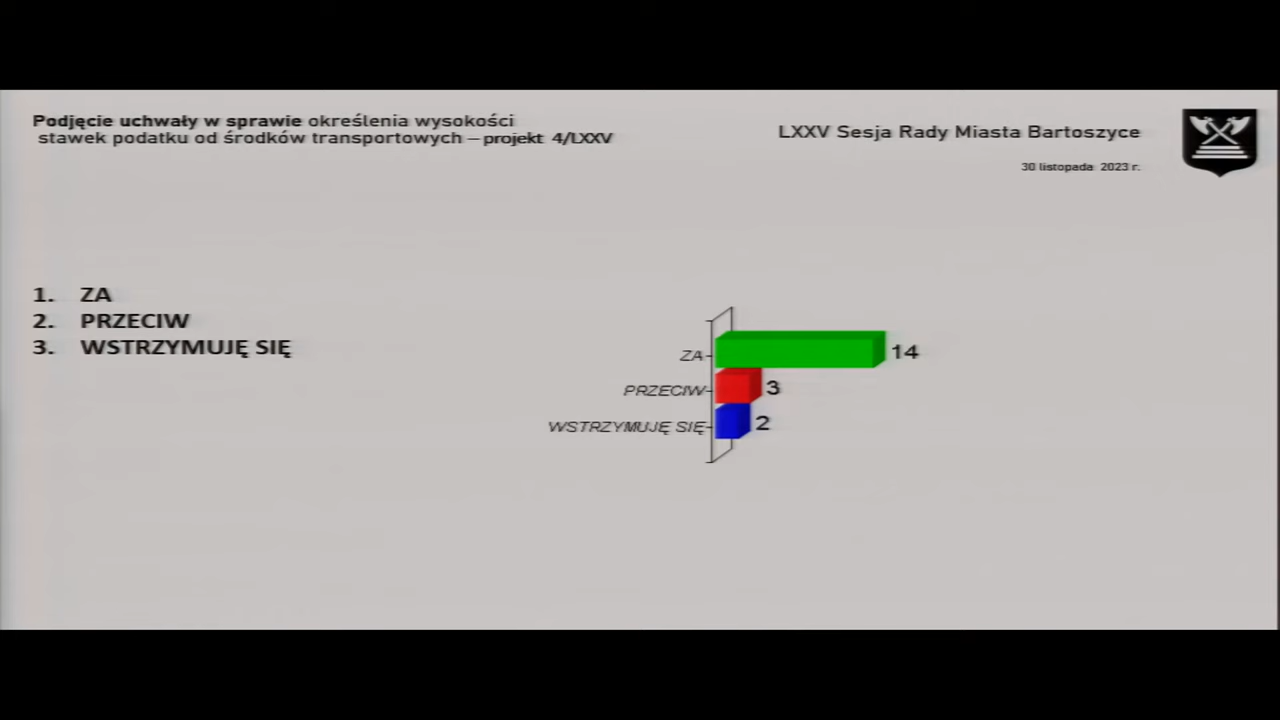 Podjęcie uchwały w sprawie określenia wysokości
stawek podatku od środków transportowych – projekt 4/LXXV
LXXV Sesja Rady Miasta Bartoszyce
30 listopada 2023 r.
1. ZA
2. PRZECIW
3. WSTRZYMUJĘ SIĘ
ZA 14
PRZECIW 3
WSTRZYMUJĘ SIĘ 2